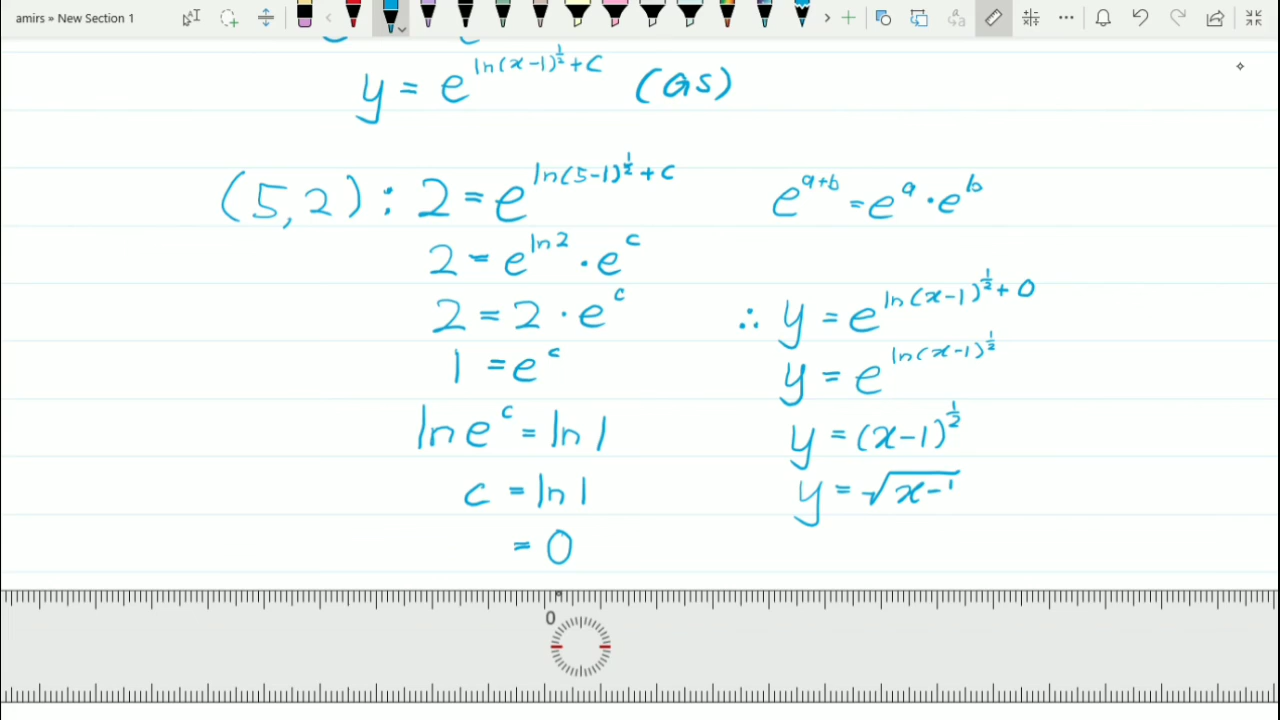 amirs » New Section 1
y = e^{ln(x-1)^{1/2}+c} (GS)
(5,2) : 2 = e^{ln(5-1)^{1/2}+c}
2 = e^{ln2} · e^c
2 = 2 · e^c
1 = e^c
ln e^c = ln 1
c = ln 1
= 0
e^{a+b} = e^a · e^b
∴ y = e^{ln(x-1)^{1/2}+0}
y = e^{ln(x-1)^{1/2}}
y = (x-1)^{1/2}
y = √x-1
0